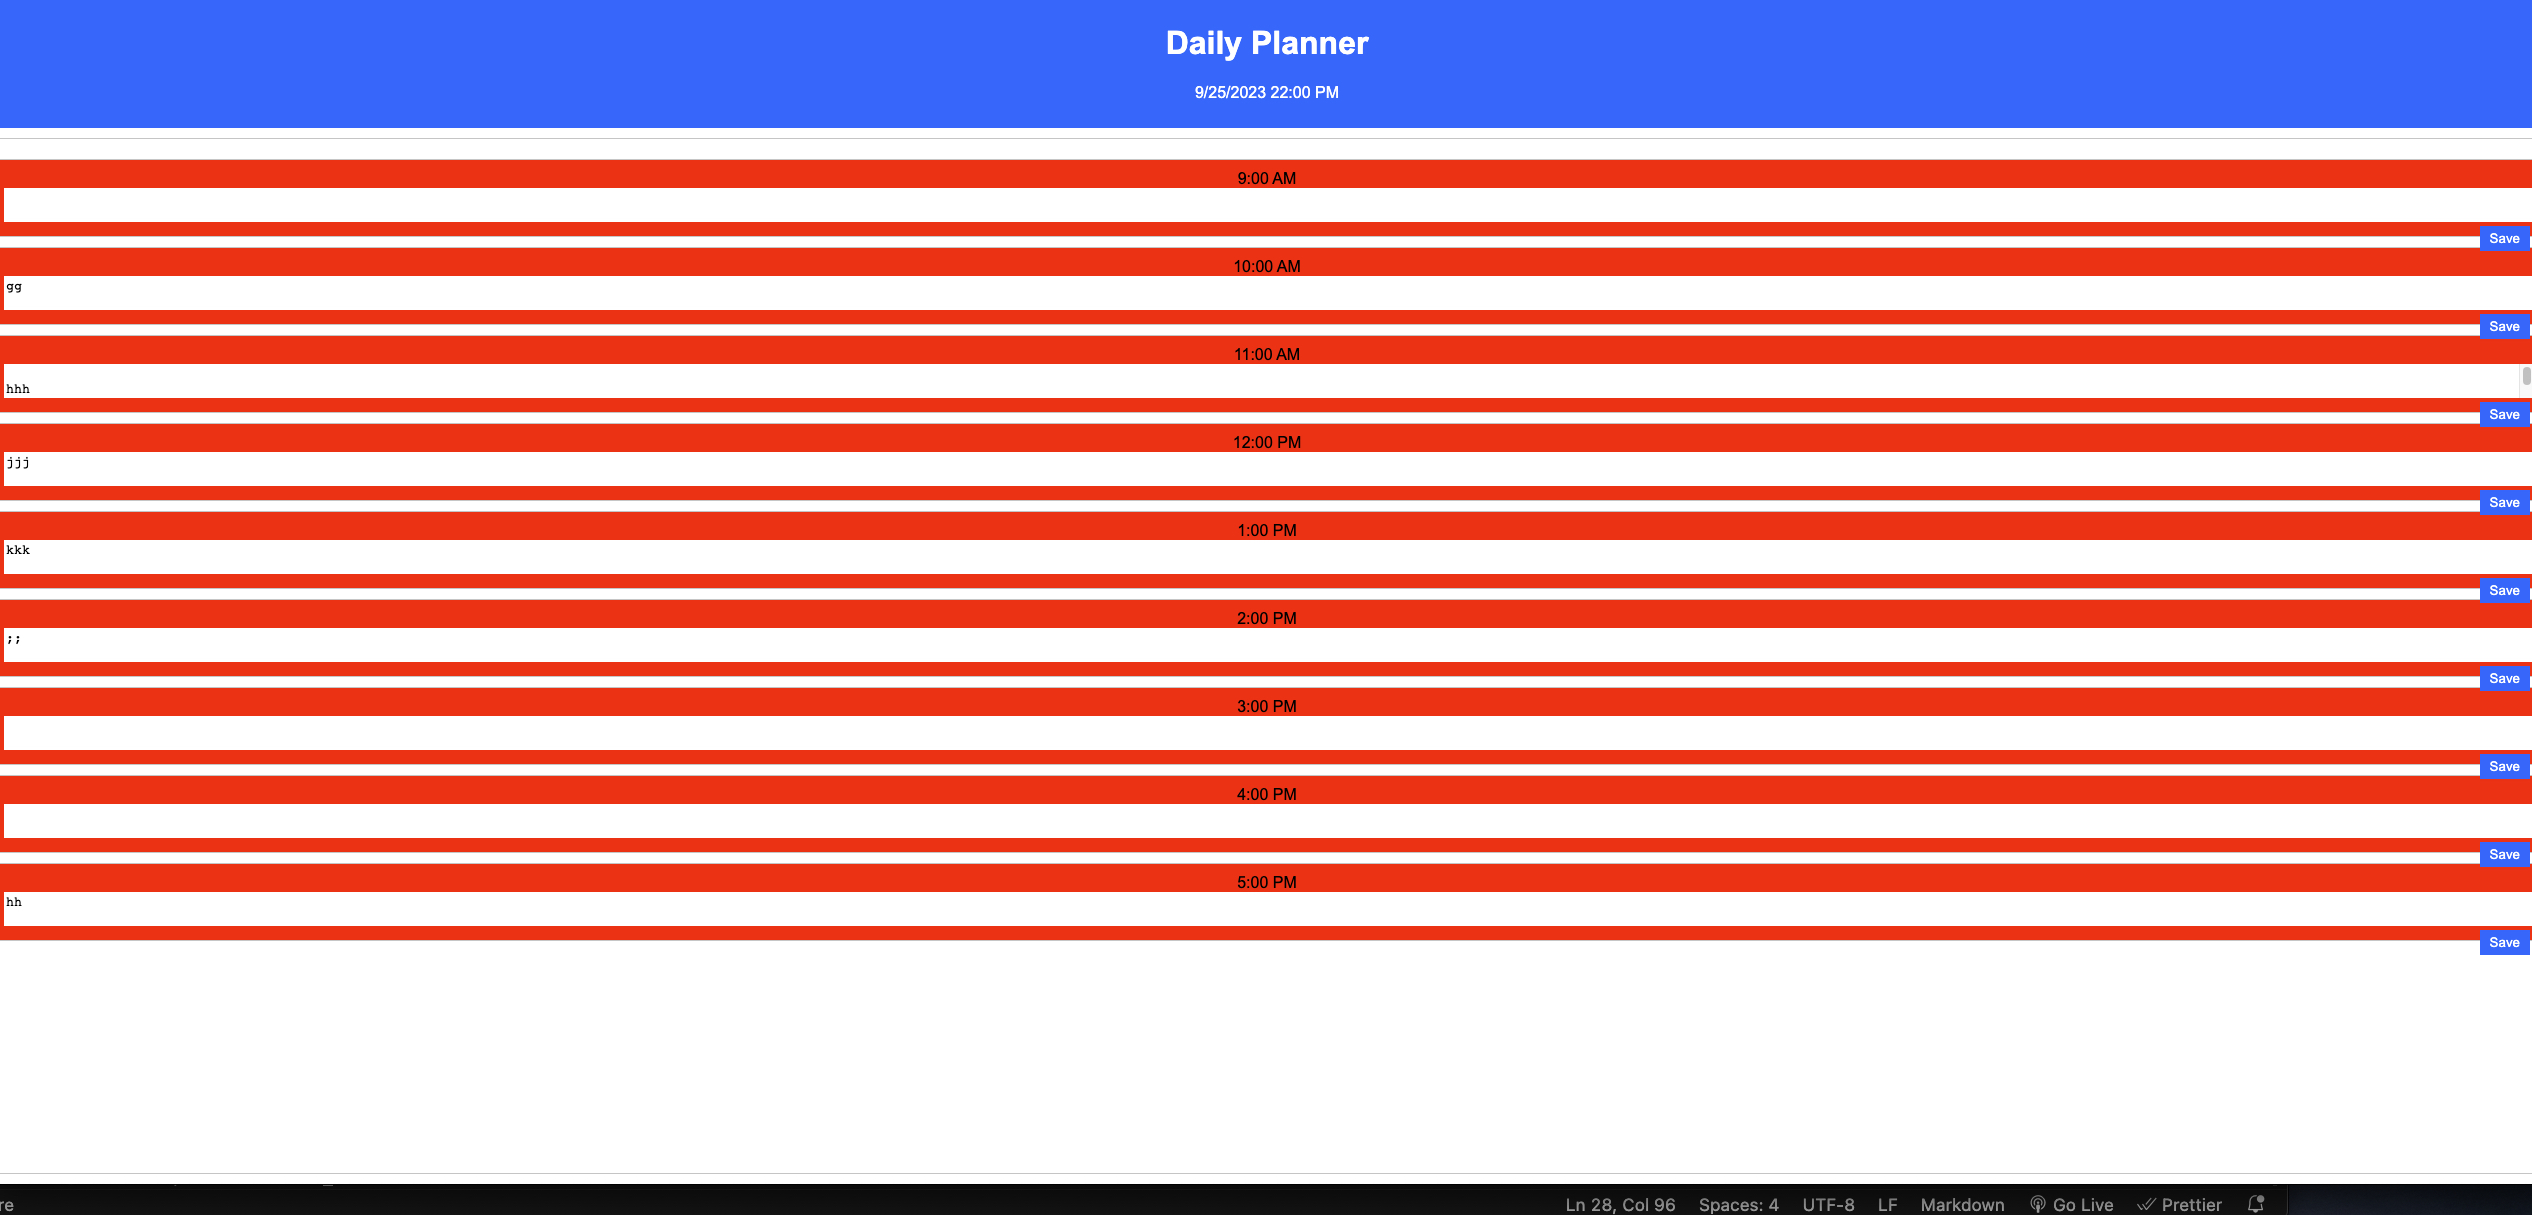 Daily Planner
9/25/2023 22:00 PM
9:00 AM
Save
10:00 AM
gg
Save
11:00 AM
hhh
Save
12:00 PM
jjj
Save
1:00 PM
kkk
Save
2:00 PM
;;
Save
3:00 PM
Save
4:00 PM
Save
5:00 PM
hh
Save
re Ln 28, Col 96 Spaces: 4 UTF-8 LF Markdown Go Live Prettier